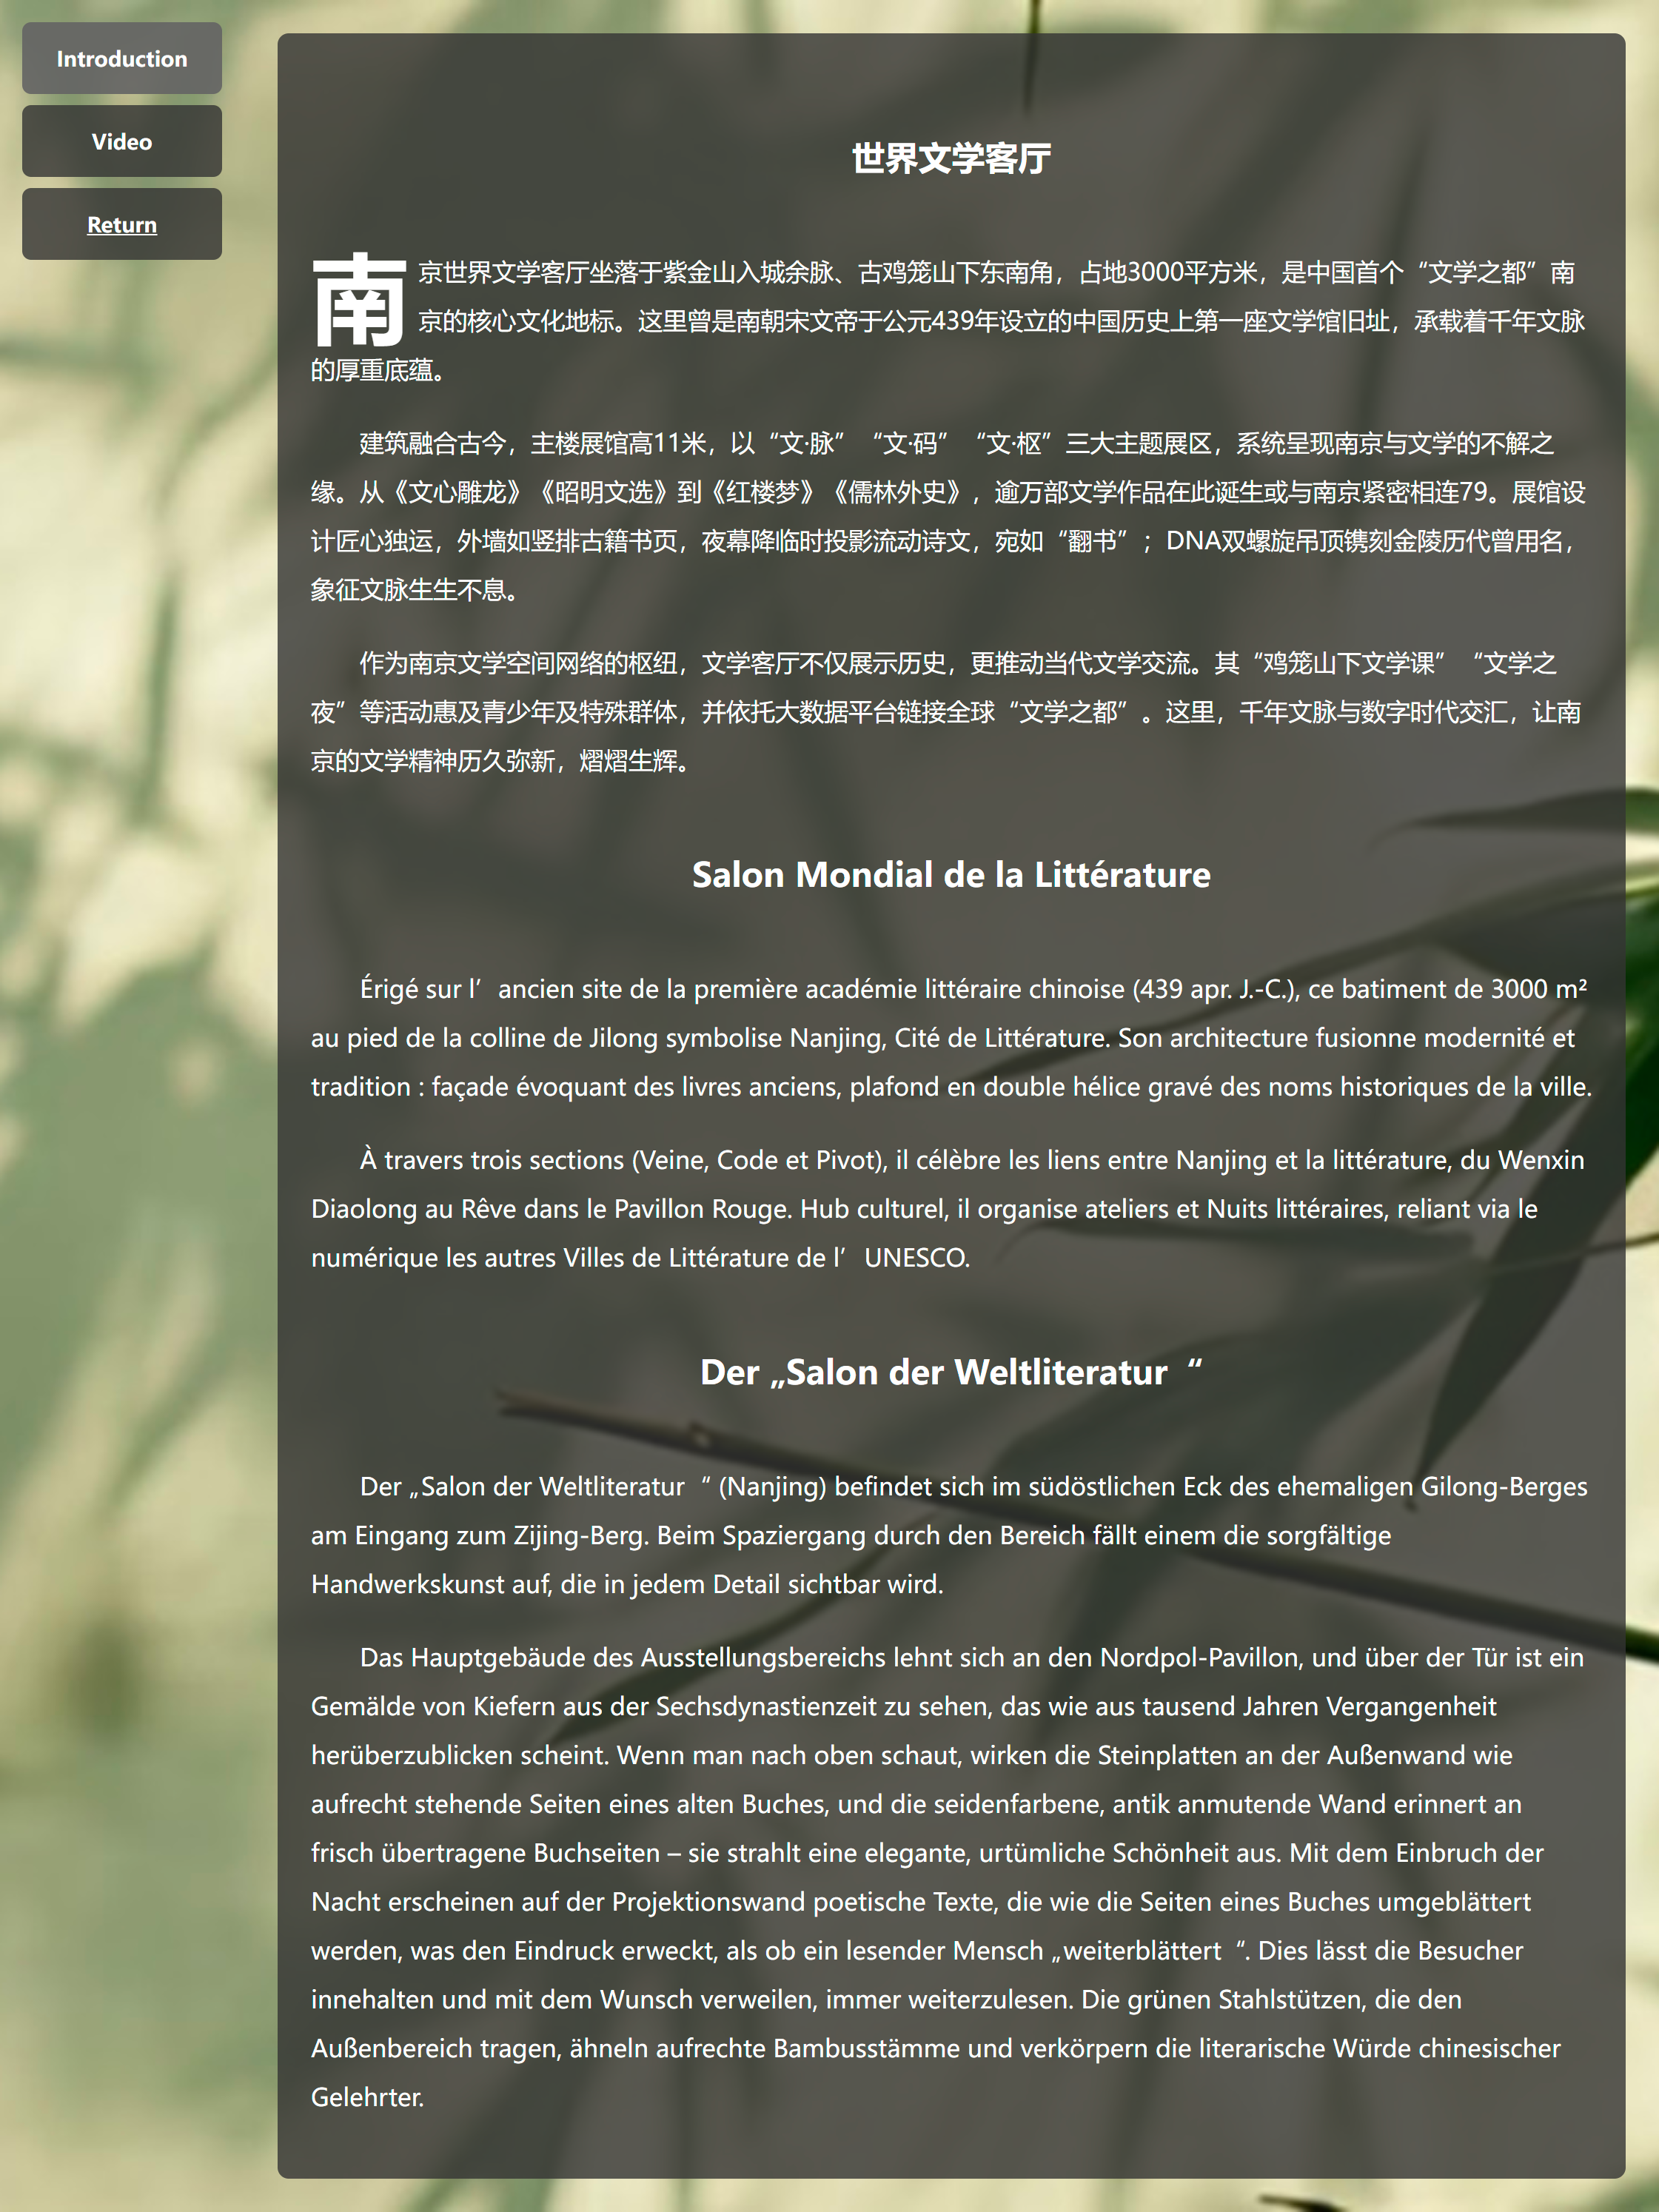 Introduction
Video
Return
世界文学客厅
南京世界文学客厅坐落于紫金山入城余脉、古鸡笼山下东南角，占地3000平方米，是中国首个“文学之都”南
京的核心文化地标。这里曾是南朝宋文帝于公元439年设立的中国历史上第一座文学馆旧址，承载着千年文脉
的厚重底蕴。
建筑融合古今，主楼展馆高11米，以“文·脉”“文·码”“文·枢”三大主题展区，系统呈现南京与文学的不解之
缘。从《文心雕龙》《昭明文选》到《红楼梦》《儒林外史》，逾万部文学作品在此诞生或与南京紧密相连79。展馆设
计匠心独运，外墙如竖排古籍书页，夜幕降临时投影流动诗文，宛如“翻书”；DNA双螺旋吊顶镌刻金陵历代曾用名，
象征文脉生生不息。
作为南京文学空间网络的枢纽，文学客厅不仅展示历史，更推动当代文学交流。其“鸡笼山下文学课”“文学之
夜”等活动惠及青少年及特殊群体，并依托大数据平台链接全球“文学之都”。这里，千年文脉与数字时代交汇，让南
京的文学精神历久弥新，熠熠生辉。
Salon Mondial de la Littérature
Érigé sur l’ancien site de la première académie littéraire chinoise (439 apr. J.-C.), ce batiment de 3000 m²
au pied de la colline de Jilong symbolise Nanjing, Cité de Littérature. Son architecture fusionne modernité et
tradition : façade évoquant des livres anciens, plafond en double hélice gravé des noms historiques de la ville.
À travers trois sections (Veine, Code et Pivot), il célèbre les liens entre Nanjing et la littérature, du Wenxin
Diaolong au Rêve dans le Pavillon Rouge. Hub culturel, il organise ateliers et Nuits littéraires, reliant via le
numérique les autres Villes de Littérature de l’UNESCO.
Der „Salon der Weltliteratur“
Der „Salon der Weltliteratur“ (Nanjing) befindet sich im südöstlichen Eck des ehemaligen Gilong-Berges
am Eingang zum Zijing-Berg. Beim Spaziergang durch den Bereich fällt einem die sorgfältige
Handwerkskunst auf, die in jedem Detail sichtbar wird.
Das Hauptgebäude des Ausstellungsbereichs lehnt sich an den Nordpol-Pavillon, und über der Tür ist ein
Gemälde von Kiefern aus der Sechsdynastienzeit zu sehen, das wie aus tausend Jahren Vergangenheit
herüberzublicken scheint. Wenn man nach oben schaut, wirken die Steinplatten an der Außenwand wie
aufrecht stehende Seiten eines alten Buches, und die seidenfarbene, antik anmutende Wand erinnert an
frisch übertragene Buchseiten – sie strahlt eine elegante, urtümliche Schönheit aus. Mit dem Einbruch der
Nacht erscheinen auf der Projektionswand poetische Texte, die wie die Seiten eines Buches umgeblättert
werden, was den Eindruck erweckt, als ob ein lesender Mensch „weiterblättert“. Dies lässt die Besucher
innehalten und mit dem Wunsch verweilen, immer weiterzulesen. Die grünen Stahlstützen, die den
Außenbereich tragen, ähneln aufrechte Bambusstämme und verkörpern die literarische Würde chinesischer
Gelehrter.